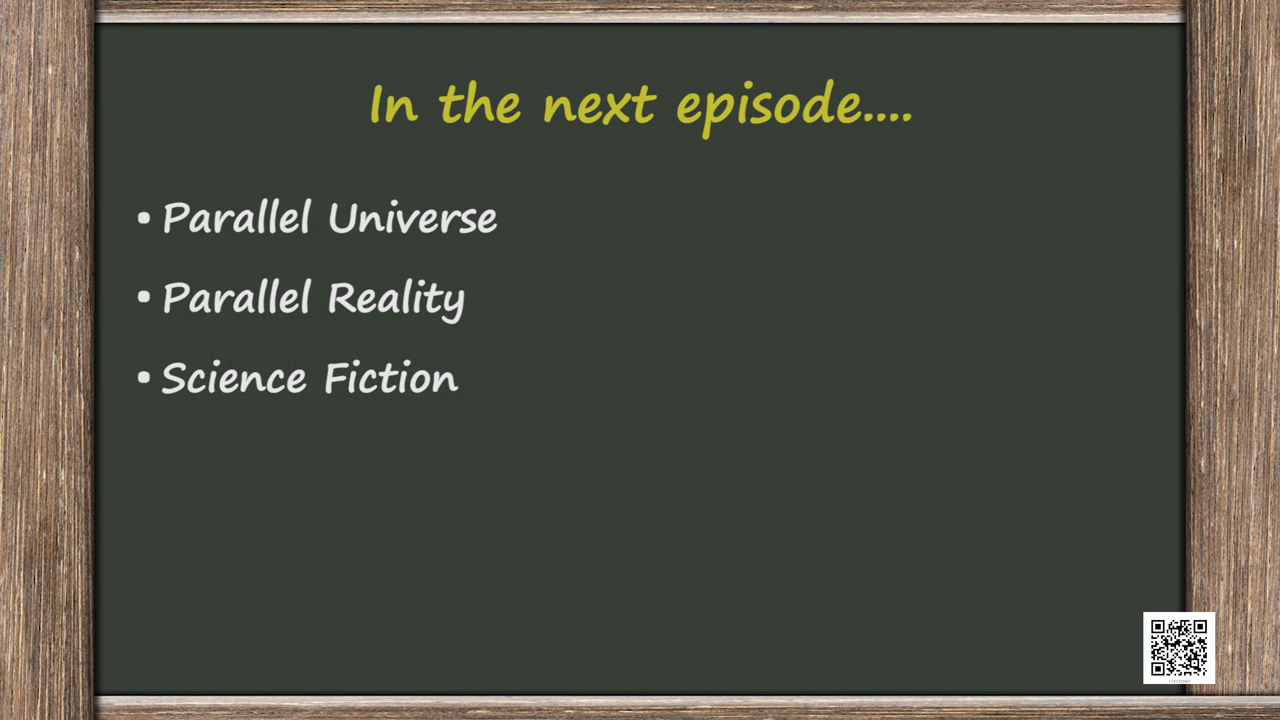 In the next episode....
• Parallel Universe
• Parallel Reality
• Science Fiction